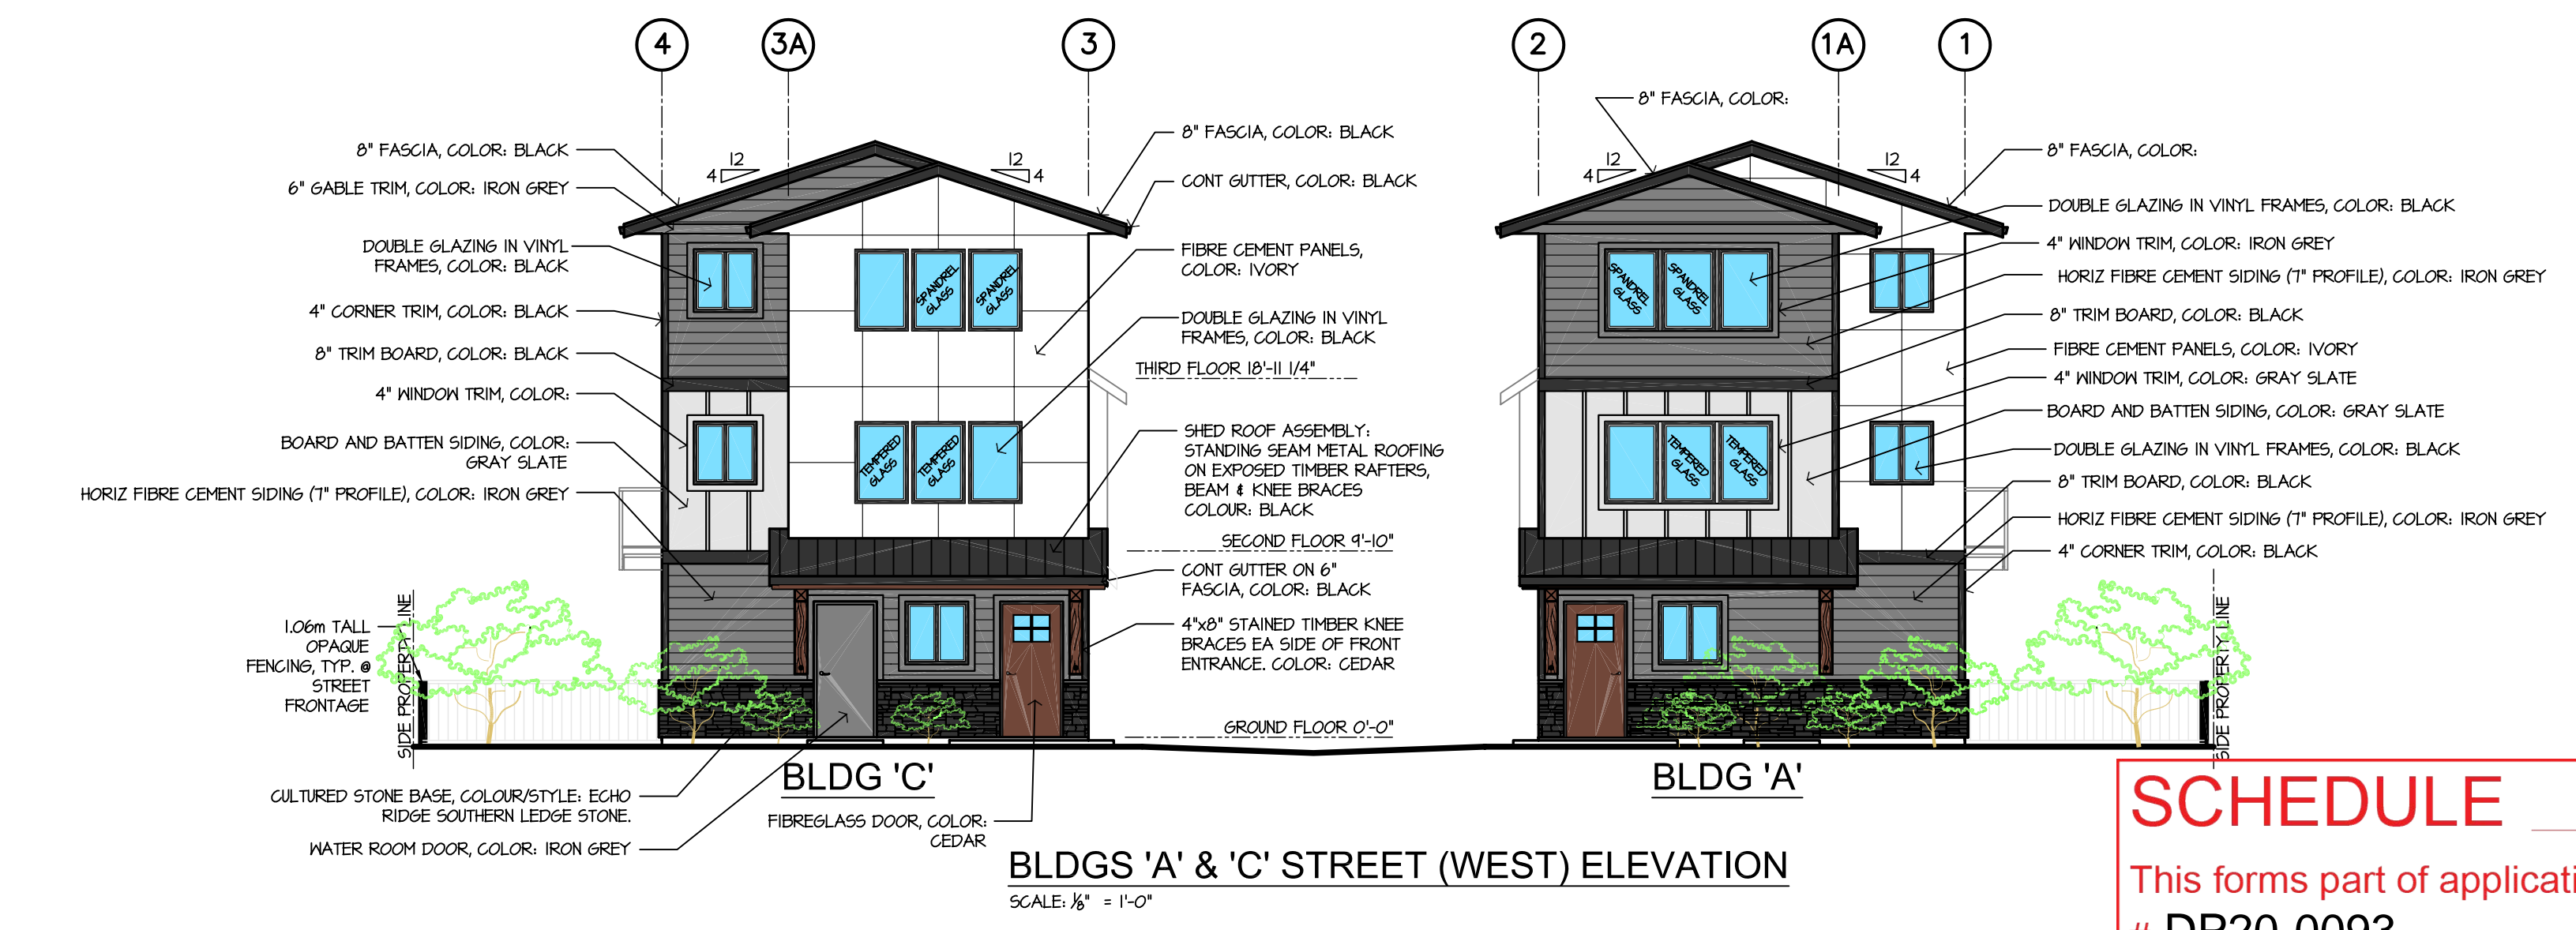 4
3A
3
2
1A
1
8" FASCIA, COLOR: BLACK
6" GABLE TRIM, COLOR: IRON GREY
DOUBLE GLAZING IN VINYL
FRAMES, COLOR: BLACK
4" CORNER TRIM, COLOR: BLACK
8" TRIM BOARD, COLOR: BLACK
4" WINDOW TRIM, COLOR:
BOARD AND BATTEN SIDING, COLOR:
GRAY SLATE
HORIZ FIBRE CEMENT SIDING (7" PROFILE), COLOR: IRON GREY
1.06m TALL
OPAQUE
FENCING, TYP. @
STREET
FRONTAGE
SIDE PROPERTY LINE
CULTURED STONE BASE, COLOUR/STYLE: ECHO
RIDGE SOUTHERN LEDGE STONE.
WATER ROOM DOOR, COLOR: IRON GREY
12
4
12
4
SPANDREL
GLASS
SPANDREL
GLASS
TEMPERED
GLASS
TEMPERED
GLASS
BLDG 'C'
FIBREGLASS DOOR, COLOR:
CEDAR
8" FASCIA, COLOR: BLACK
CONT GUTTER, COLOR: BLACK
FIBRE CEMENT PANELS,
COLOR: IVORY
DOUBLE GLAZING IN VINYL
FRAMES, COLOR: BLACK
THIRD FLOOR 18'-11 1/4"
SHED ROOF ASSEMBLY:
STANDING SEAM METAL ROOFING
ON EXPOSED TIMBER RAFTERS,
BEAM & KNEE BRACES
COLOUR: BLACK
SECOND FLOOR 9'-10"
CONT GUTTER ON 6"
FASCIA, COLOR: BLACK
4"x8" STAINED TIMBER KNEE
BRACES EA SIDE OF FRONT
ENTRANCE. COLOR: CEDAR
GROUND FLOOR 0'-0"
8" FASCIA, COLOR:
12
4
12
4
SPANDREL
GLASS
SPANDREL
GLASS
TEMPERED
GLASS
TEMPERED
GLASS
BLDG 'A'
8" FASCIA, COLOR:
DOUBLE GLAZING IN VINYL FRAMES, COLOR: BLACK
4" WINDOW TRIM, COLOR: IRON GREY
HORIZ FIBRE CEMENT SIDING (7" PROFILE), COLOR: IRON GREY
8" TRIM BOARD, COLOR: BLACK
FIBRE CEMENT PANELS, COLOR: IVORY
4" WINDOW TRIM, COLOR: GRAY SLATE
BOARD AND BATTEN SIDING, COLOR: GRAY SLATE
DOUBLE GLAZING IN VINYL FRAMES, COLOR: BLACK
8" TRIM BOARD, COLOR: BLACK
HORIZ FIBRE CEMENT SIDING (7" PROFILE), COLOR: IRON GREY
4" CORNER TRIM, COLOR: BLACK
SIDE PROPERTY LINE
BLDGS 'A' & 'C' STREET (WEST) ELEVATION
SCALE: 1/8" = 1'-0"
SCHEDULE
This forms part of applicati
# DP20-0093